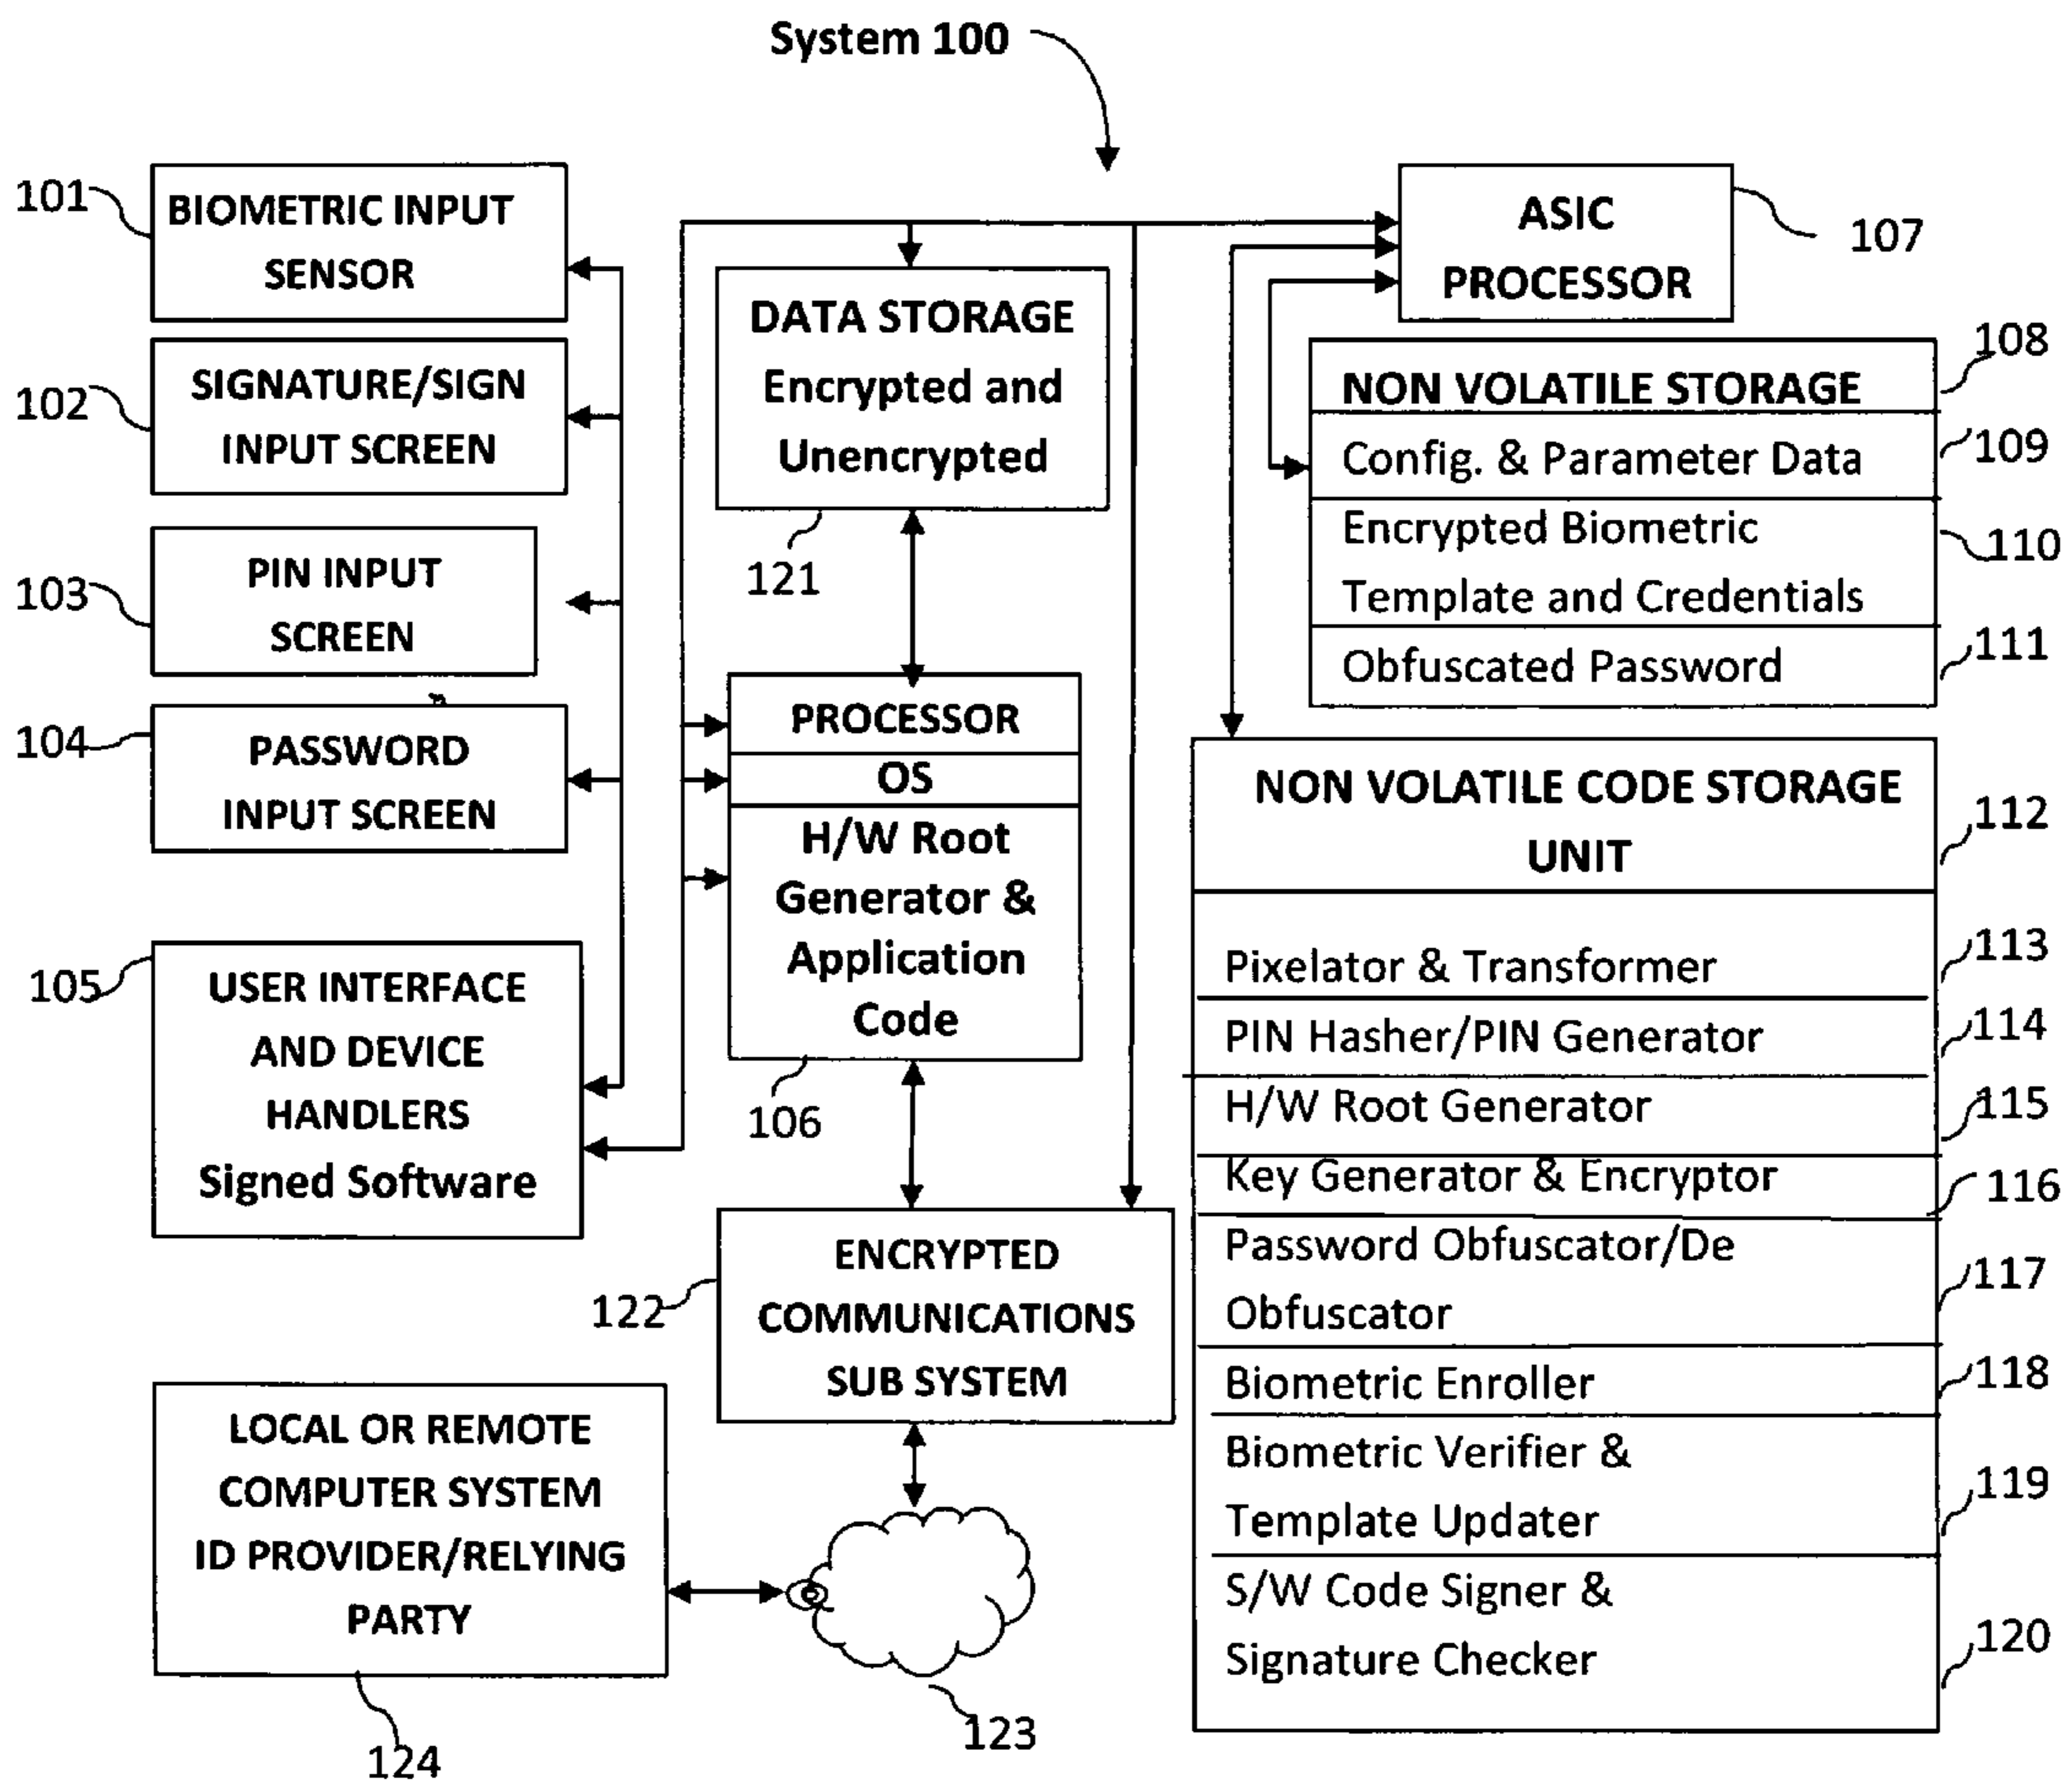 System 100
101
BIOMETRIC INPUT
SENSOR
102
SIGNATURE/SIGN
INPUT SCREEN
103
PIN INPUT
SCREEN
104
PASSWORD
INPUT SCREEN
105
USER INTERFACE
AND DEVICE
HANDLERS
Signed Software
DATA STORAGE
Encrypted and
Unencrypted
121
PROCESSOR
OS
H/W Root
Generator &
Application
Code
106
ENCRYPTED
COMMUNICATIONS
SUB SYSTEM
122
LOCAL OR REMOTE
COMPUTER SYSTEM
ID PROVIDER/RELYING
PARTY
124
123
ASIC
PROCESSOR
107
NON VOLATILE STORAGE
108
Config. & Parameter Data
109
Encrypted Biometric
Template and Credentials
110
Obfuscated Password
111
NON VOLATILE CODE STORAGE
UNIT
112
Pixelator & Transformer
113
PIN Hasher/PIN Generator
114
H/W Root Generator
115
Key Generator & Encryptor
116
Password Obfuscator/De
Obfuscator
117
Biometric Enroller
118
Biometric Verifier &
Template Updater
119
S/W Code Signer &
Signature Checker
120